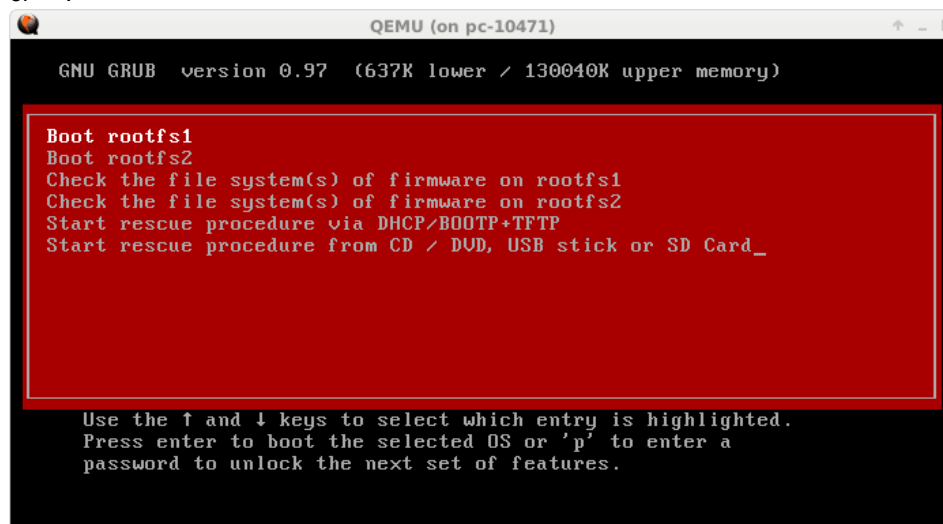 QEMU (on pc-10471)
GNU GRUB version 0.97 (637K lower / 130040K upper memory)
Boot rootfs1
Boot rootfs2
Check the file system(s) of firmware on rootfs1
Check the file system(s) of firmware on rootfs2
Start rescue procedure via DHCP/BOOTP+TFTP
Start rescue procedure from CD / DVD, USB stick or SD Card_
Use the ↑ and ↓ keys to select which entry is highlighted.
Press enter to boot the selected OS or 'p' to enter a
password to unlock the next set of features.